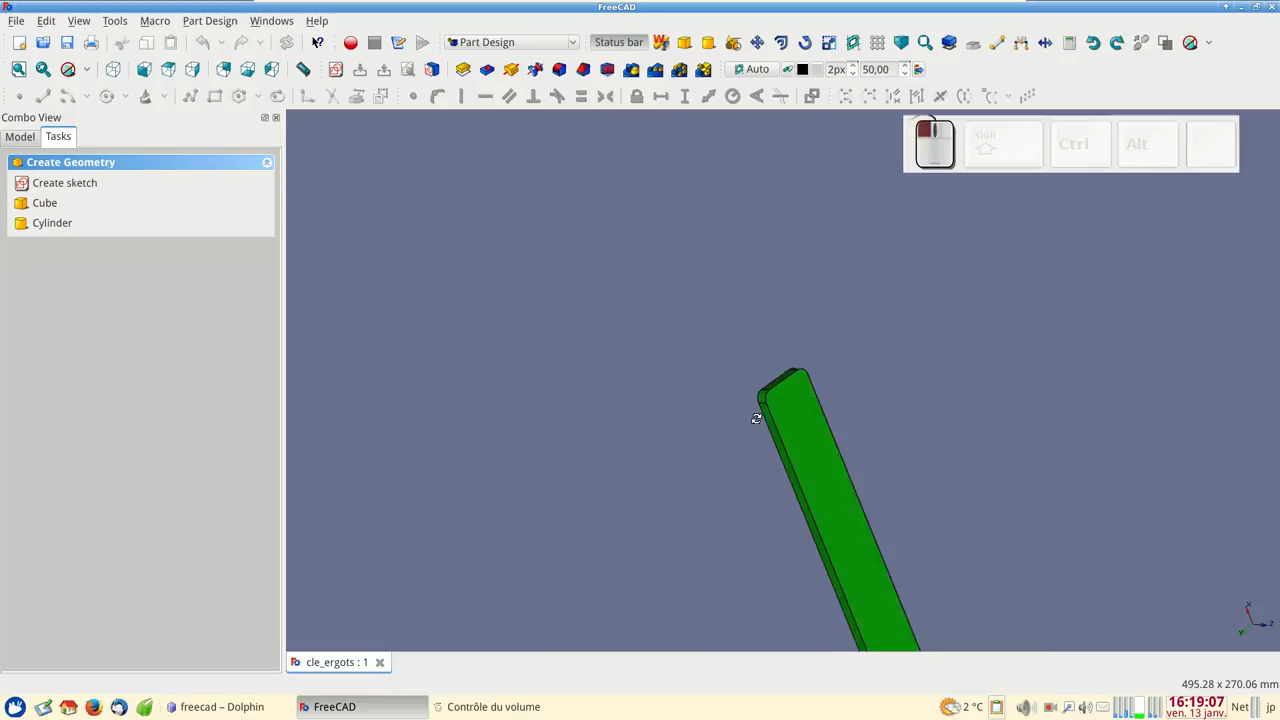 FreeCAD
File Edit View Tools Macro Part Design Windows Help
Part Design
Status bar
Auto
2px
50,00
Combo View
Model Tasks
Create Geometry
Create sketch
Cube
Cylinder
Shift
Ctrl
Alt
X
Y
Z
cle_ergots : 1
495.28 x 270.06 mm
freecad – Dolphin
FreeCAD
Contrôle du volume
2 °C
16:19:07
ven. 13 janv.
Net
jp